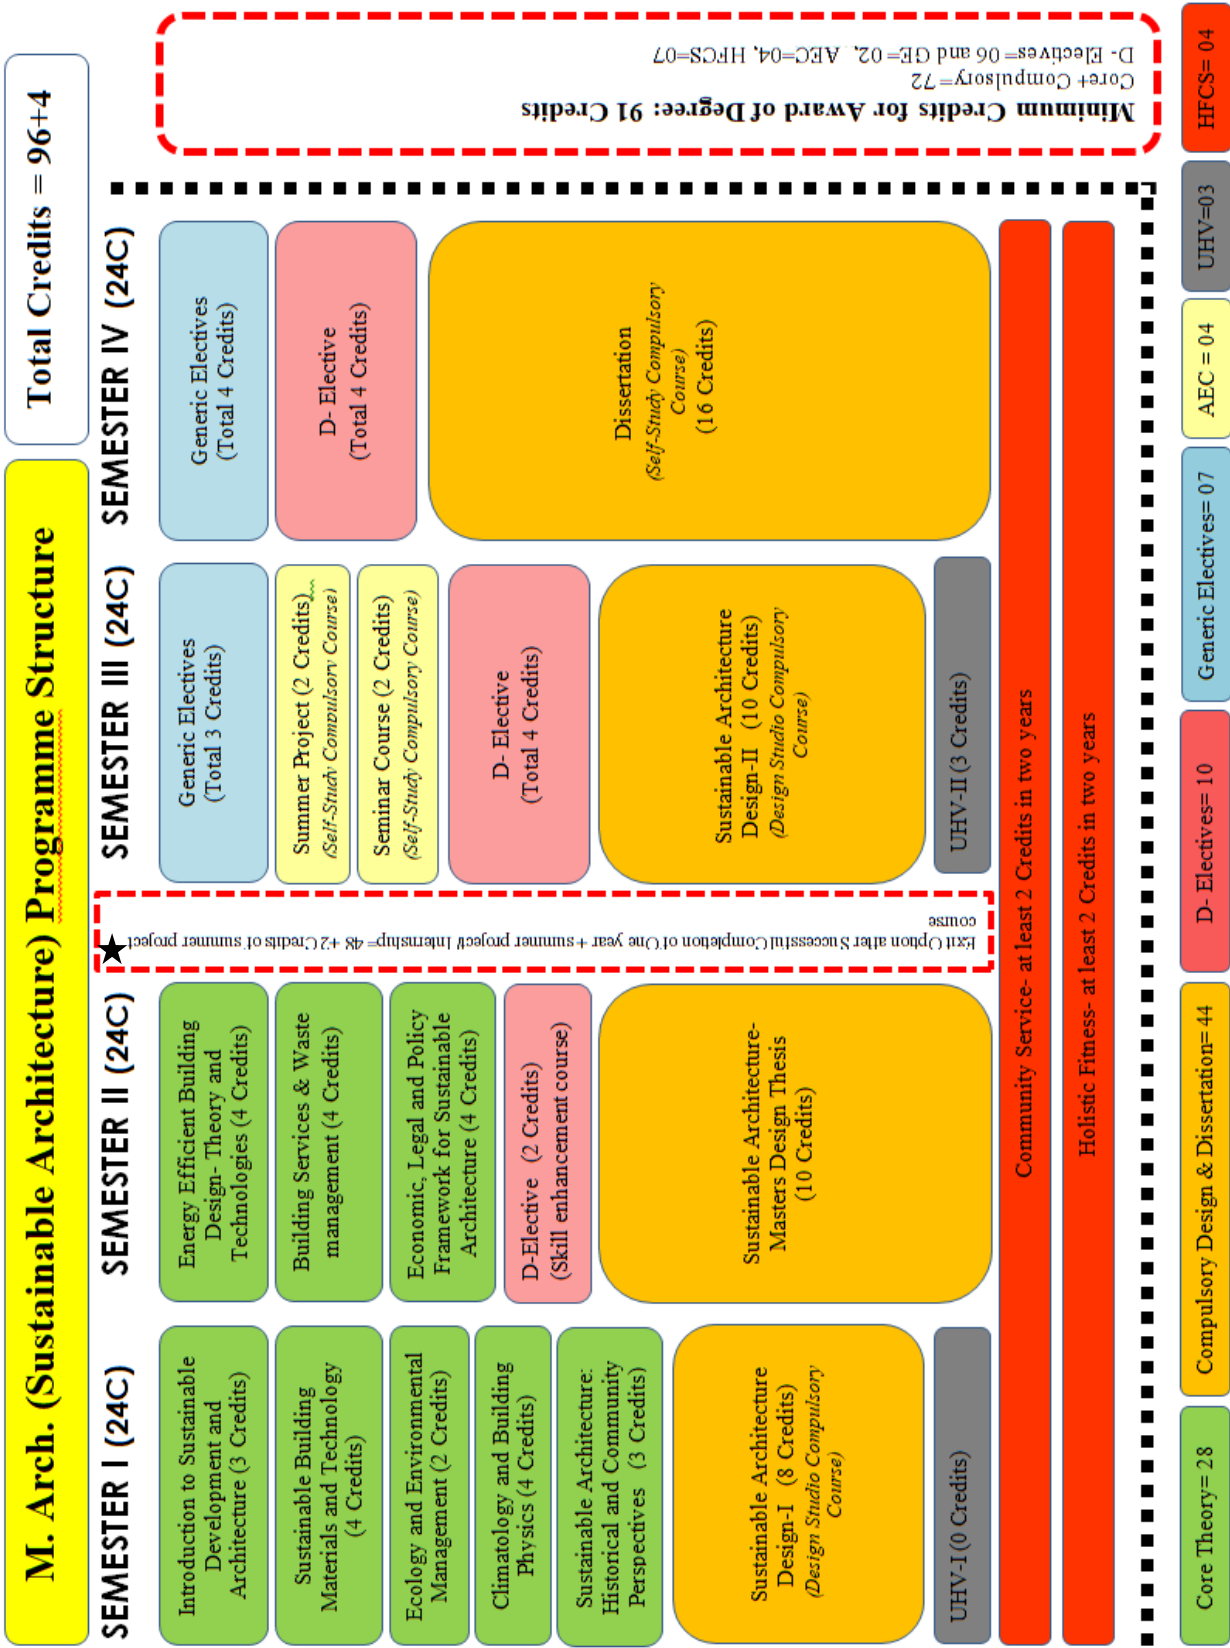 M. Arch. (Sustainable Architecture) Programme Structure
Total Credits = 96+4
SEMESTER I (24C)
Introduction to Sustainable
Development and
Architecture (3 Credits)
Sustainable Building
Materials and Technology
(4 Credits)
Ecology and Environmental
Management (2 Credits)
Climatology and Building
Physics (4 Credits)
Sustainable Architecture:
Historical and Community
Perspectives (3 Credits)
Sustainable Architecture
Design-I (8 Credits)
(Design Studio Compulsory
Course)
UHV-I (0 Credits)
SEMESTER II (24C)
Energy Efficient Building
Design- Theory and
Technologies (4 Credits)
Building Services & Waste
management (4 Credits)
Economic, Legal and Policy
Framework for Sustainable
Architecture (4 Credits)
D-Elective (2 Credits)
(Skill enhancement course)
Sustainable Architecture-
Masters Design Thesis
(10 Credits)
Exit Option after Successful Completion of One year + summer project/ Internship= 48 +2 Credits of summer project
course
SEMESTER III (24C)
Generic Electives
(Total 3 Credits)
Summer Project (2 Credits)
(Self-Study Compulsory Course)
Seminar Course (2 Credits)
(Self-Study Compulsory Course)
D- Elective
(Total 4 Credits)
Sustainable Architecture
Design-II (10 Credits)
(Design Studio Compulsory
Course)
UHV-II (3 Credits)
SEMESTER IV (24C)
Generic Electives
(Total 4 Credits)
D- Elective
(Total 4 Credits)
Dissertation
(Self-Study Compulsory
Course)
(16 Credits)
Community Service- at least 2 Credits in two years
Holistic Fitness- at least 2 Credits in two years
Minimum Credits for Award of Degree: 91 Credits
Core+ Compulsory=72
D- Electives= 06 and GE =02, AEC=04, HFCS=07
Core Theory= 28
Compulsory Design & Dissertation= 44
D- Electives= 10
Generic Electives= 07
AEC = 04
UHV=03
HFCS= 04